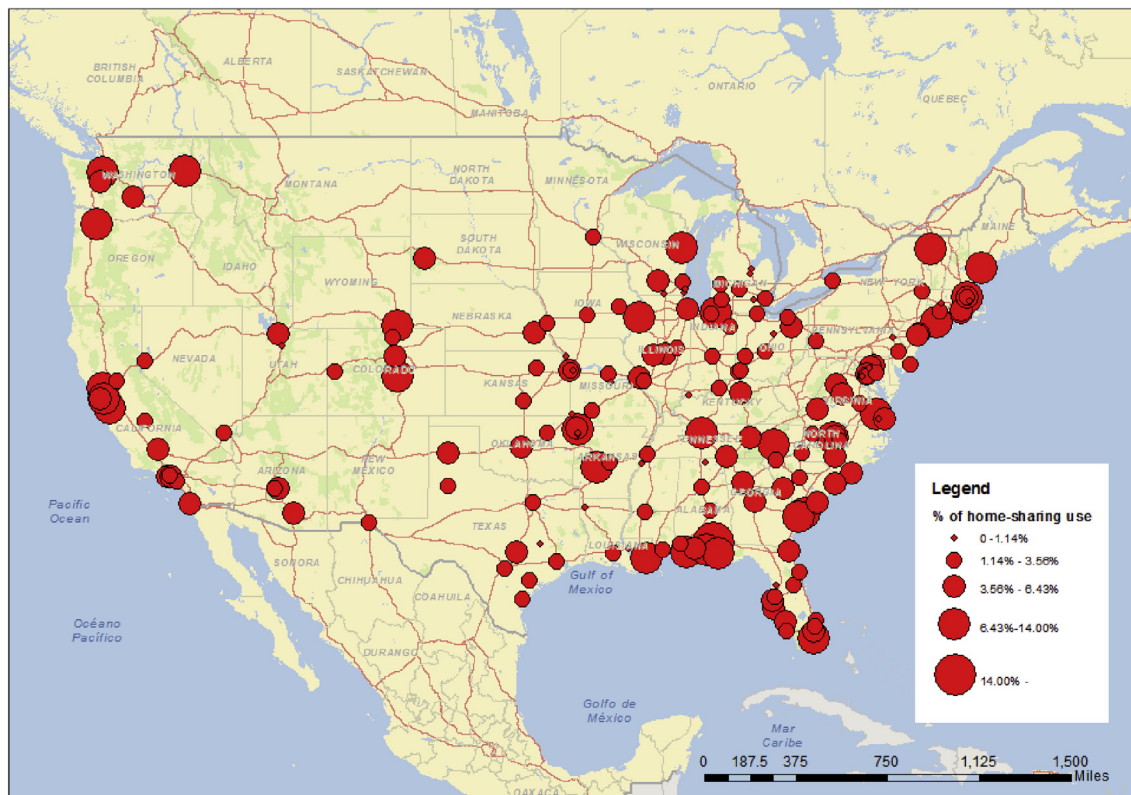 ALBERTA
BRITISH
COLUMBIA
SASKATCHEWAN
MANITOBA
ONTARIO
QUÉBEC
WASHINGTON
MONTANA
NORTH
DAKOTA
MINNESOTA
MAINE
OREGON
IDAHO
SOUTH
DAKOTA
WISCONSIN
MICHIGAN
NEW YORK
WYOMING
IOWA
NEBRASKA
INDIANA
PENNSYLVANIA
NEVADA
UTAH
COLORADO
ILLINOIS
OHIO
KANSAS
MISSOURI
KENTUCKY
VIRGINIA
CALIFORNIA
ARIZONA
NEW
MEXICO
OKLAHOMA
ARKANSAS
TENNESSEE
NORTH
CAROLINA
Pacific
Ocean
TEXAS
LOUISIANA
ALABAMA
GEORGIA
SONORA
CHIHUAHUA
COAHUILA
DURANGO
OAXACA
Gulf of
Mexico
Océano
Pacífico
Golfo de
México
Mar
Caribe
Legend
% of home-sharing use
0 -1.14%
1.14% - 3.56%
3.56% - 6.43%
6.43%-14.00%
14.00% -
0 187.5 375 750 1,125 1,500
Miles